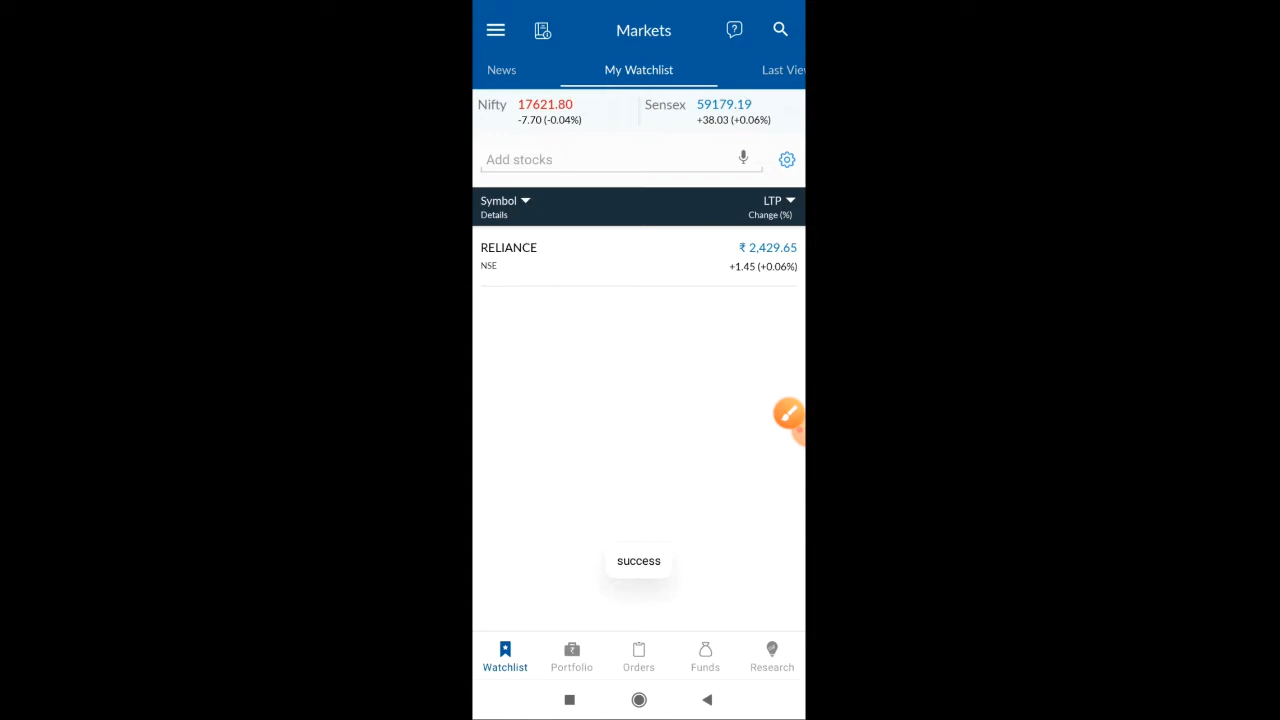 Markets
News My Watchlist Last Vie
Nifty 17621.80 Sensex 59179.19
-7.70 (-0.04%) +38.03 (+0.06%)
Add stocks
Symbol LTP
Details Change (%)
RELIANCE ₹ 2,429.65
NSE +1.45 (+0.06%)
success
Watchlist Portfolio Orders Funds Research